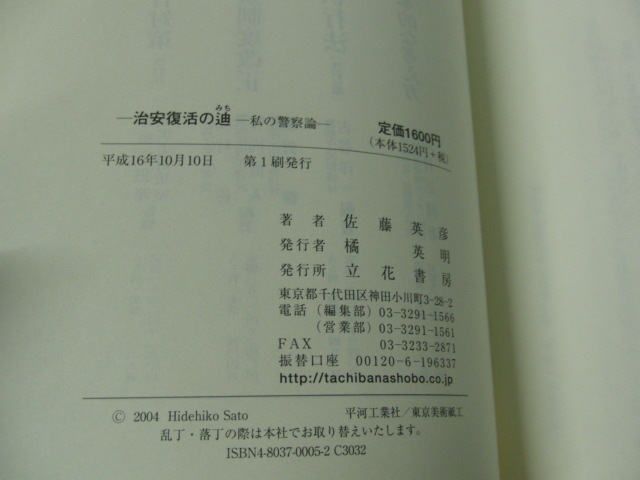 みち
―治安復活の迪 ―私の警察論―
定価1600円
(本体1524円+税)
平成16年10月10日 第1刷発行
著者 佐藤英彦
発行者 橘 英明
発行所 立花書房
東京都千代田区神田小川町3-28-2
電話(編集部)03-3291-1566
(営業部)03-3291-1561
FAX 03-3233-2871
振替口座 00120-6-196337
http://tachibanashobo.co.jp
© 2004 Hidehiko Sato 平河工業社/東京美術紙工
乱丁・落丁の際は本社でお取り替えいたします。
ISBN4-8037-0005-2 C3032